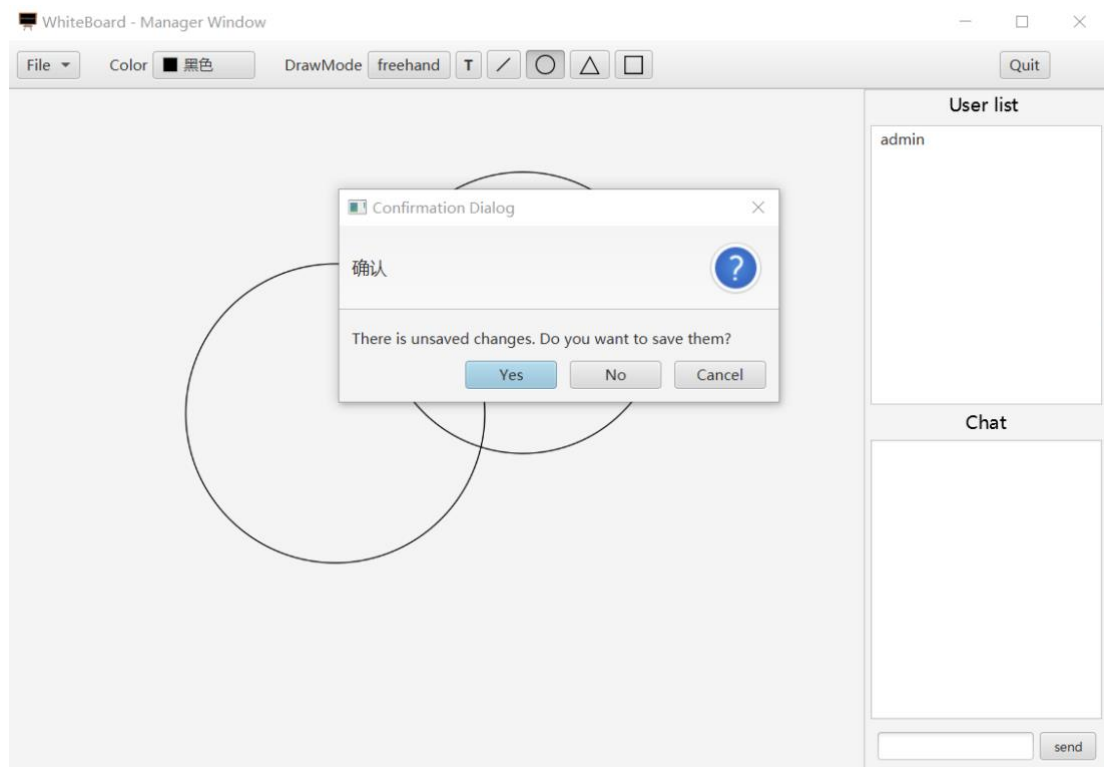 WhiteBoard - Manager Window
File Color 黑色 DrawMode freehand T Quit
User list
admin
Confirmation Dialog
确认
?
There is unsaved changes. Do you want to save them?
Yes No Cancel
Chat
send